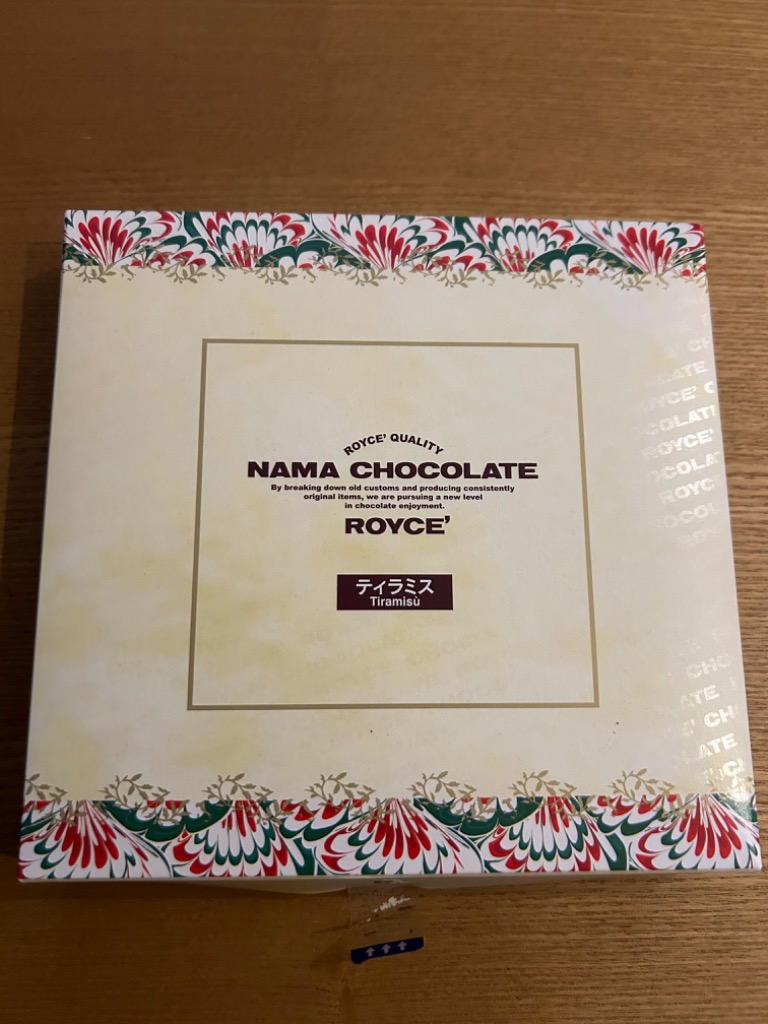 ROYCE' QUALITY
NAMA CHOCOLATE
By breaking down old customs and producing consistently
original items, we are pursuing a new level
in chocolate enjoyment.
ROYCE'
ティラミス
Tiramisù
ROYCE'